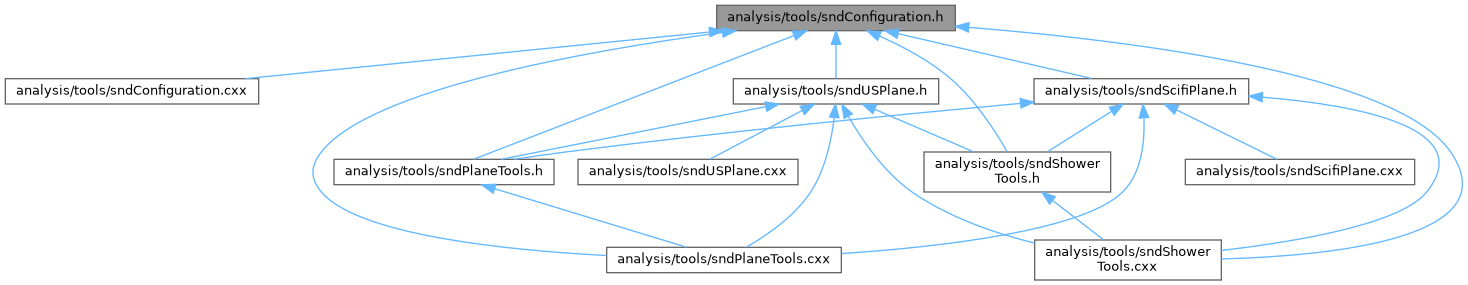 analysis/tools/sndConfiguration.h
analysis/tools/sndConfiguration.cxx
analysis/tools/sndUSPlane.h
analysis/tools/sndScifiPlane.h
analysis/tools/sndPlaneTools.h
analysis/tools/sndUSPlane.cxx
analysis/tools/sndShower
Tools.h
analysis/tools/sndScifiPlane.cxx
analysis/tools/sndPlaneTools.cxx
analysis/tools/sndShower
Tools.cxx